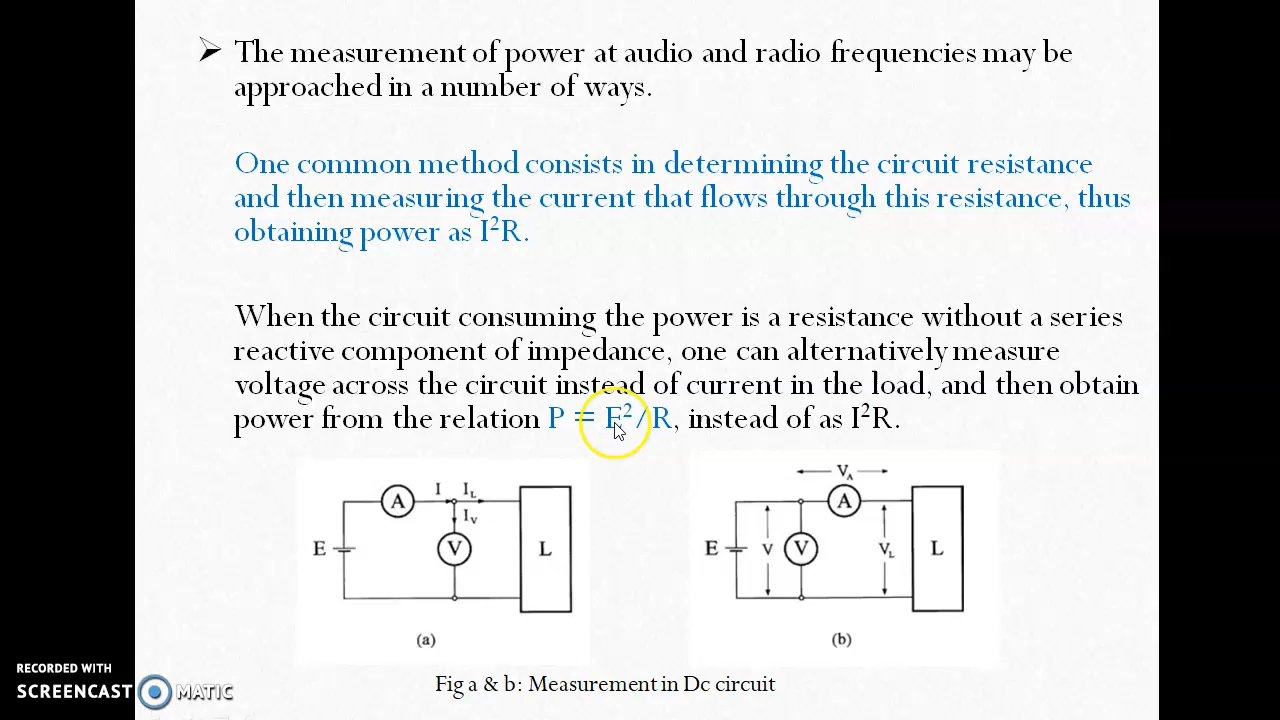 The measurement of power at audio and radio frequencies may be
approached in a number of ways.
One common method consists in determining the circuit resistance
and then measuring the current that flows through this resistance, thus
obtaining power as I²R.
When the circuit consuming the power is a resistance without a series
reactive component of impedance, one can alternatively measure
voltage across the circuit instead of current in the load, and then obtain
power from the relation P = E²/R, instead of as I²R.
A I I_L
I_V
E V L
(a)
V_A
A
E V V V_L L
(b)
Fig a & b: Measurement in Dc circuit
RECORDED WITH
SCREENCAST MATIC